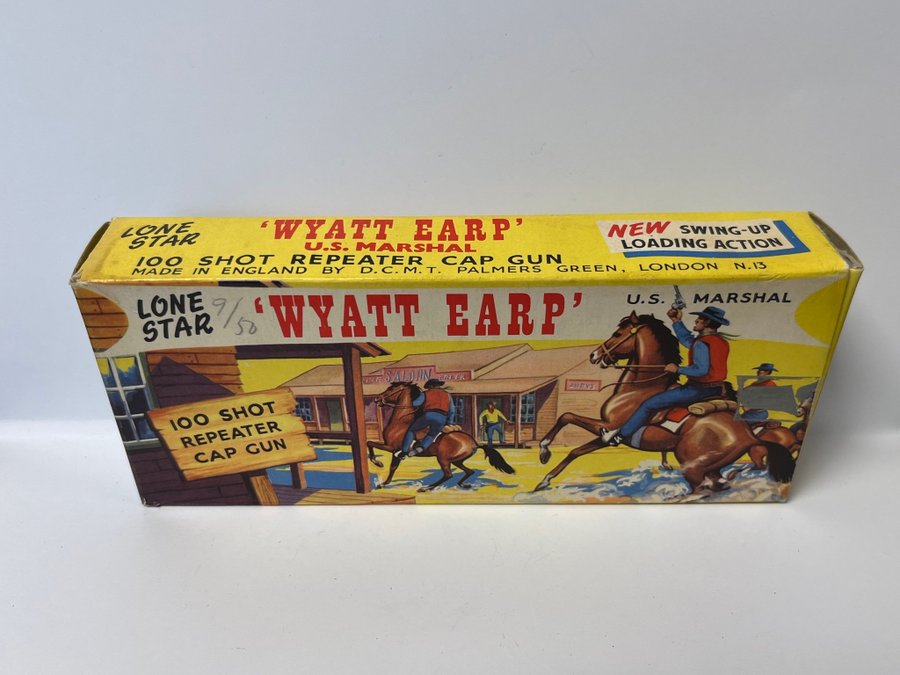 LONE
STAR
'WYATT EARP'
U.S. MARSHAL
100 SHOT REPEATER CAP GUN
MADE IN ENGLAND BY D.C.M.T. PALMERS GREEN, LONDON N.13
NEW SWING-UP
LOADING ACTION
LONE
STAR
9/50
'WYATT EARP'
U.S. MARSHAL
SALOON
100 SHOT
REPEATER
CAP GUN